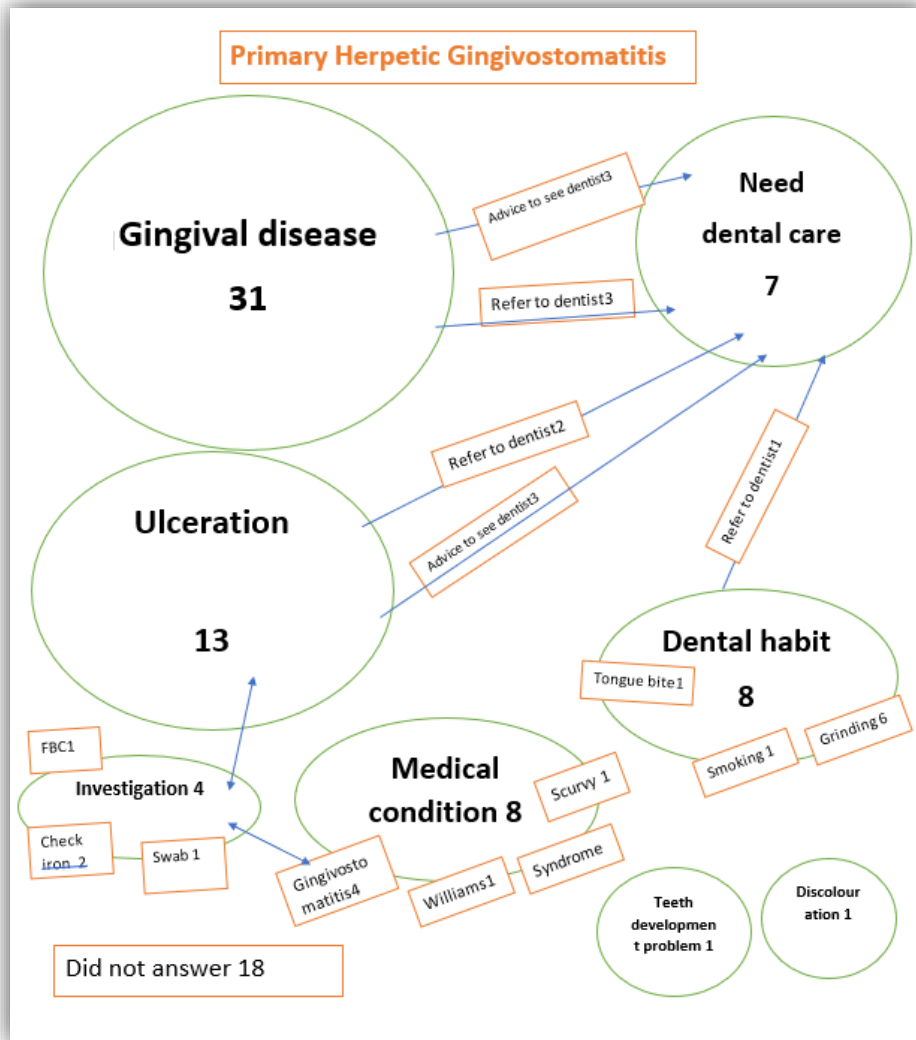 Primary Herpetic Gingivostomatitis
Gingival disease
31
Advice to see dentist3
Need
dental care
7
Refer to dentist3
Refer to dentist2
Advice to see dentist3
Refer to dentist1
Ulceration
13
Dental habit
8
Tongue bite1
Smoking 1
Grinding 6
FBC1
Investigation 4
Check
iron 2
Swab 1
Medical
condition 8
Scurvy 1
Gingivosto
matitis4
Williams1
Syndrome
Teeth
developmen
t problem 1
Discolour
ation 1
Did not answer 18